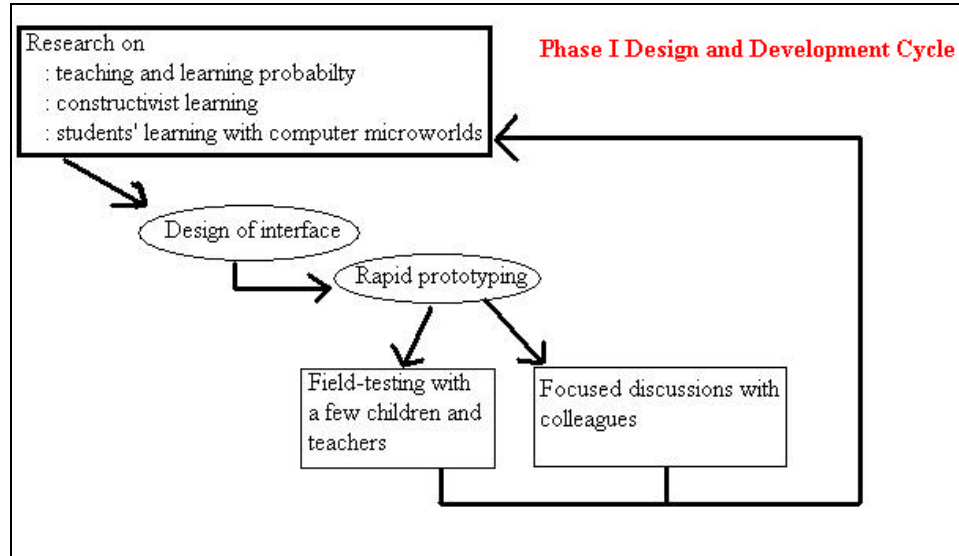 Phase I Design and Development Cycle
Research on
: teaching and learning probabilty
: constructivist learning
: students' learning with computer microworlds
Design of interface
Rapid prototyping
Field-testing with
a few children and
teachers
Focused discussions with
colleagues